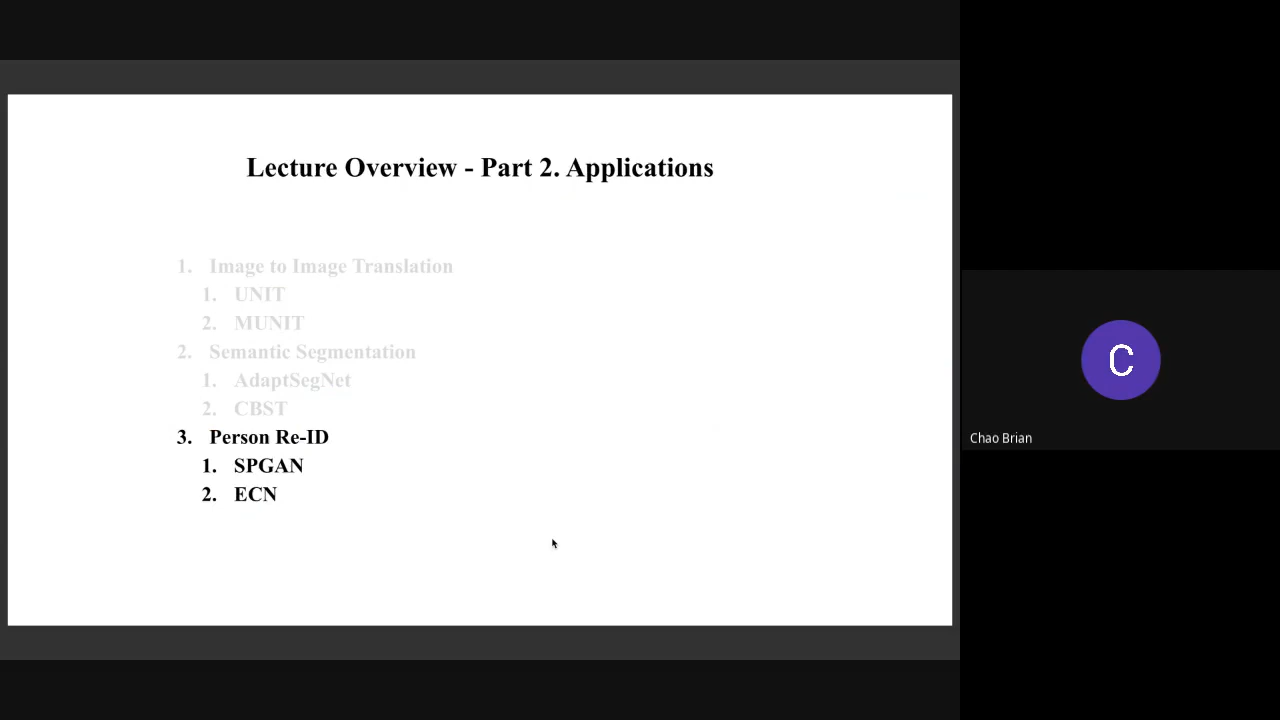 Lecture Overview - Part 2. Applications
1. Image to Image Translation
1. UNIT
2. MUNIT
2. Semantic Segmentation
1. AdaptSegNet
2. CBST
3. Person Re-ID
1. SPGAN
2. ECN
C
Chao Brian